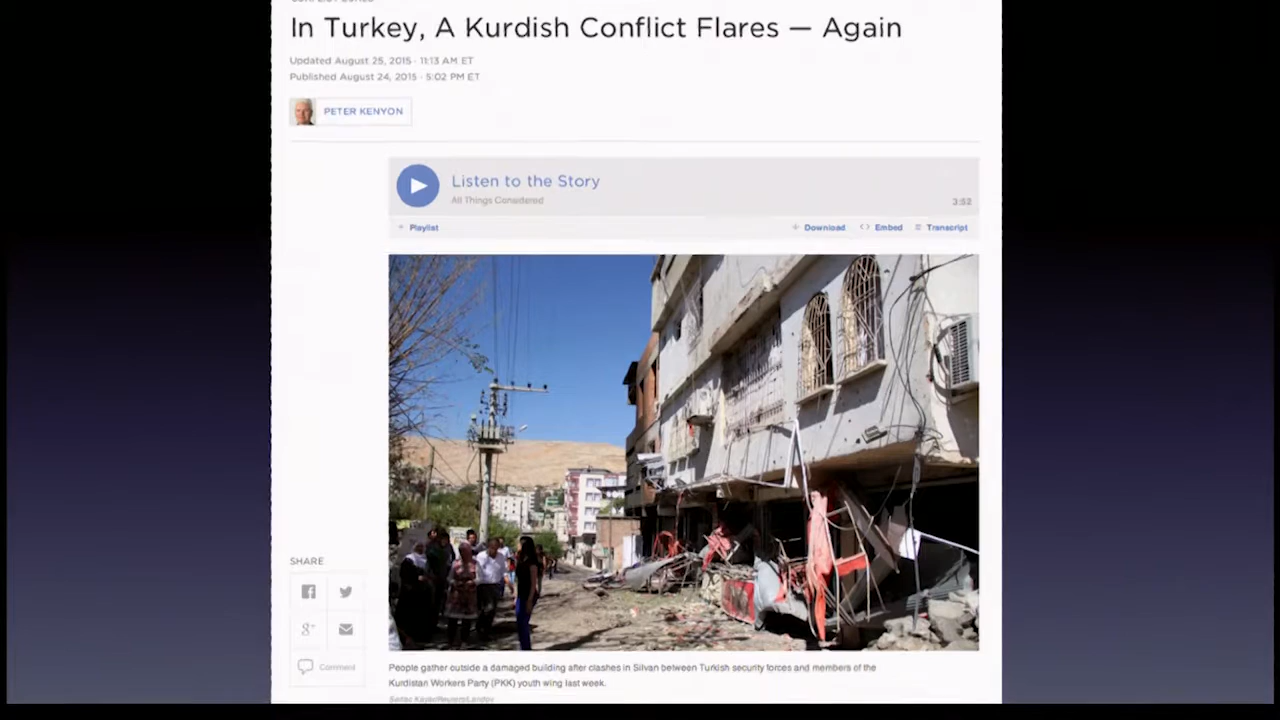 In Turkey, A Kurdish Conflict Flares — Again
Updated August 25, 2015 · 11:13 AM ET
Published August 24, 2015 · 5:02 PM ET
PETER KENYON
Listen to the Story
All Things Considered
3:52
Playlist
Download
Embed
Transcript
SHARE
Comment
People gather outside a damaged building after clashes in Silvan between Turkish security forces and members of the
Kurdistan Workers Party (PKK) youth wing last week.